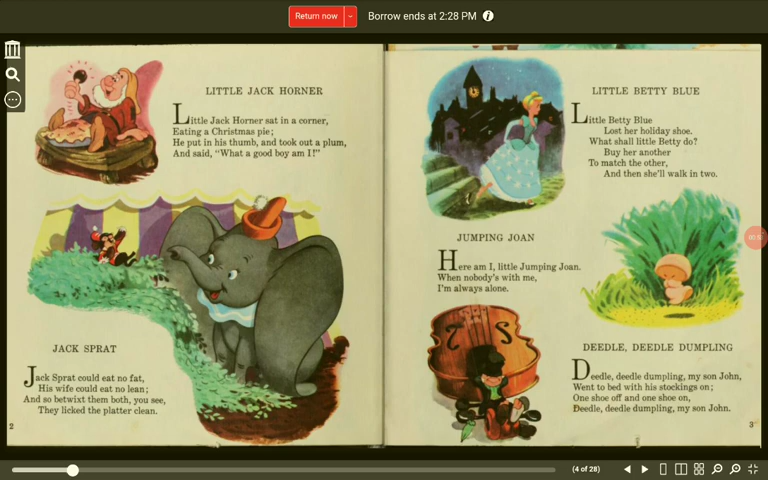 Return now
Borrow ends at 2:28 PM
LITTLE JACK HORNER
Little Jack Horner sat in a corner,
Eating a Christmas pie;
He put in his thumb, and took out a plum,
And said, "What a good boy am I!"
JACK SPRAT
Jack Sprat could eat no fat,
His wife could eat no lean;
And so betwixt them both, you see,
They licked the platter clean.
2
LITTLE BETTY BLUE
Little Betty Blue
Lost her holiday shoe.
What shall little Betty do?
Buy her another
To match the other,
And then she'll walk in two.
JUMPING JOAN
Here am I, little Jumping Joan.
When nobody's with me,
I'm always alone.
DEEDLE, DEEDLE DUMPLING
Deedle, deedle dumpling, my son John,
Went to bed with his stockings on;
One shoe off and one shoe on,
Deedle, deedle dumpling, my son John.
3
(4 of 28)